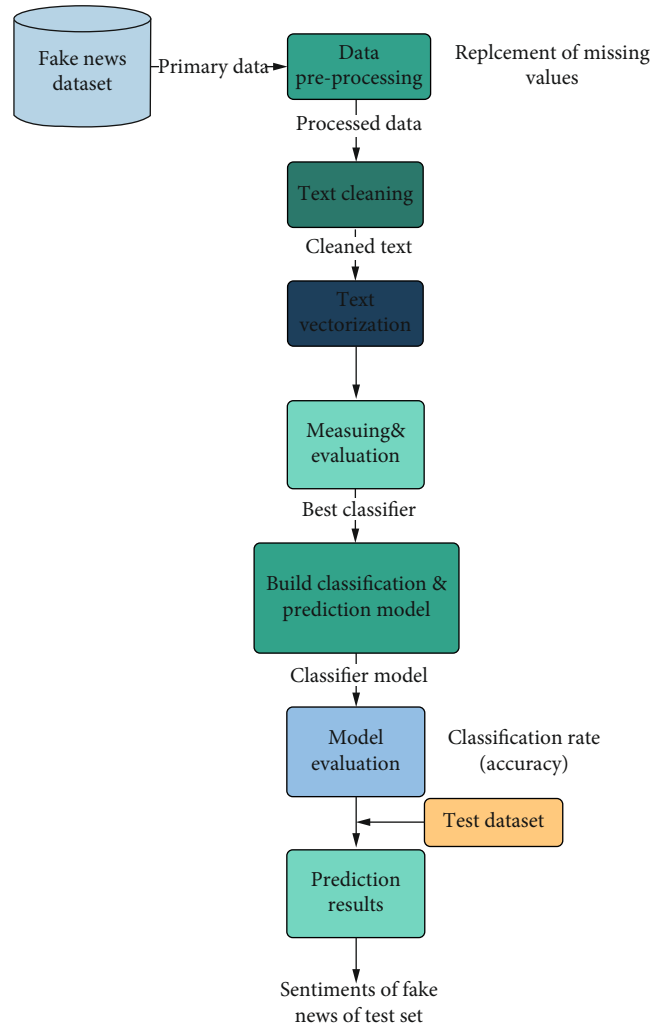 Fake news
dataset
Primary data
Data
pre-processing
Replcement of missing
values
Processed data
Text cleaning
Cleaned text
Text
vectorization
Measuing&
evaluation
Best classifier
Build classification &
prediction model
Classifier model
Model
evaluation
Classification rate
(accuracy)
Test dataset
Prediction
results
Sentiments of fake
news of test set